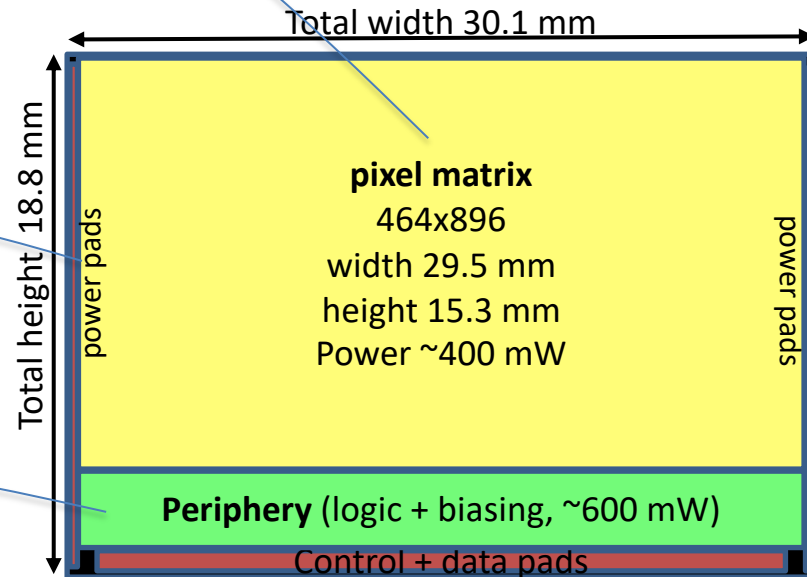 Total width 30.1 mm
Total height 18.8 mm
power pads
pixel matrix
464x896
width 29.5 mm
height 15.3 mm
Power ~400 mW
power pads
Periphery (logic + biasing, ~600 mW)
Control + data pads